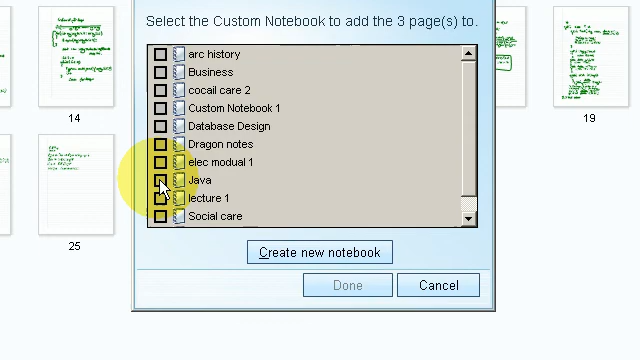 Select the Custom Notebook to add the 3 page(s) to.
arc history
Business
cocail care 2
Custom Notebook 1
Database Design
Dragon notes
elec modual 1
Java
lecture 1
Social care
Create new notebook
Done
Cancel
14
19
25